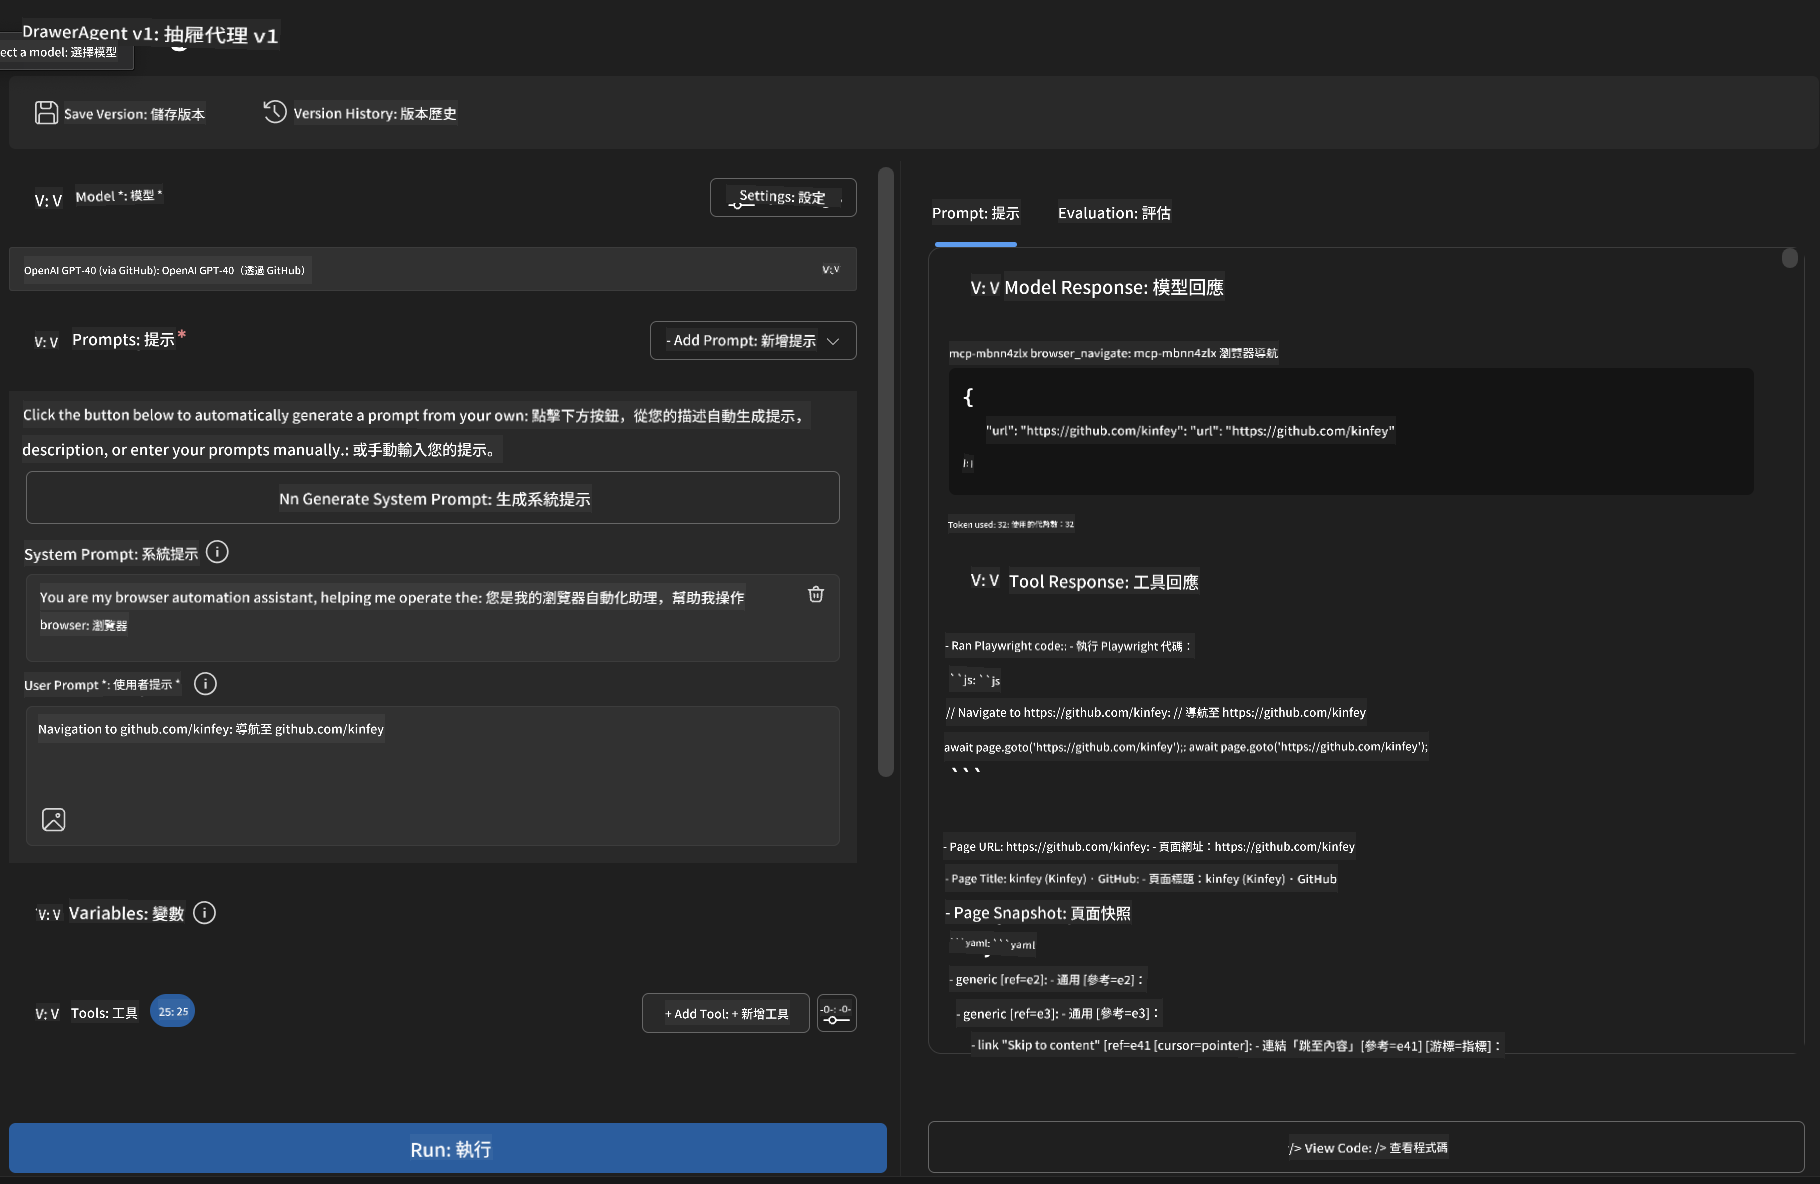 DrawerAgent v1: 抽屜代理 v1
ect a model: 選擇模型
Save Version: 儲存版本
Version History: 版本歷史
V: V Model *: 模型 *
Settings: 設定
OpenAI GPT-40 (via GitHub): OpenAI GPT-40（透過 GitHub）
V: V
V: V Prompts: 提示 *
- Add Prompt: 新增提示
Click the button below to automatically generate a prompt from your own: 點擊下方按鈕，從您的描述自動生成提示，
description, or enter your prompts manually.: 或手動輸入您的提示。
Nn Generate System Prompt: 生成系統提示
System Prompt: 系統提示
You are my browser automation assistant, helping me operate the: 您是我的瀏覽器自動化助理，幫助我操作
browser: 瀏覽器
User Prompt *: 使用者提示 *
Navigation to github.com/kinfey: 導航至 github.com/kinfey
V: V Variables: 變數
V: V Tools: 工具 25: 25
+ Add Tool: + 新增工具
-0-: -0-
Run: 執行
Prompt: 提示
Evaluation: 評估
V: V Model Response: 模型回應
mcp-mbnn4zlx browser_navigate: mcp-mbnn4zlx 瀏覽器導航
{
"url": "https://github.com/kinfey": "url": "https://github.com/kinfey"
Token used: 32: 使用的代幣數：32
V: V Tool Response: 工具回應
- Ran Playwright code:: - 執行 Playwright 代碼：
``js: ``js
// Navigate to https://github.com/kinfey: // 導航至 https://github.com/kinfey
await page.goto('https://github.com/kinfey');: await page.goto('https://github.com/kinfey');
```
- Page URL: https://github.com/kinfey: - 頁面網址：https://github.com/kinfey
- Page Title: kinfey (Kinfey) · GitHub: - 頁面標題：kinfey (Kinfey) · GitHub
- Page Snapshot: 頁面快照
```yaml: ```yaml
- generic [ref=e2]: - 通用 [參考=e2]：
- generic [ref=e3]: - 通用 [參考=e3]：
- link "Skip to content" [ref=e41 [cursor=pointer]: - 連結「跳至內容」[參考=e41] [游標=指標]：
/> View Code: /> 查看程式碼